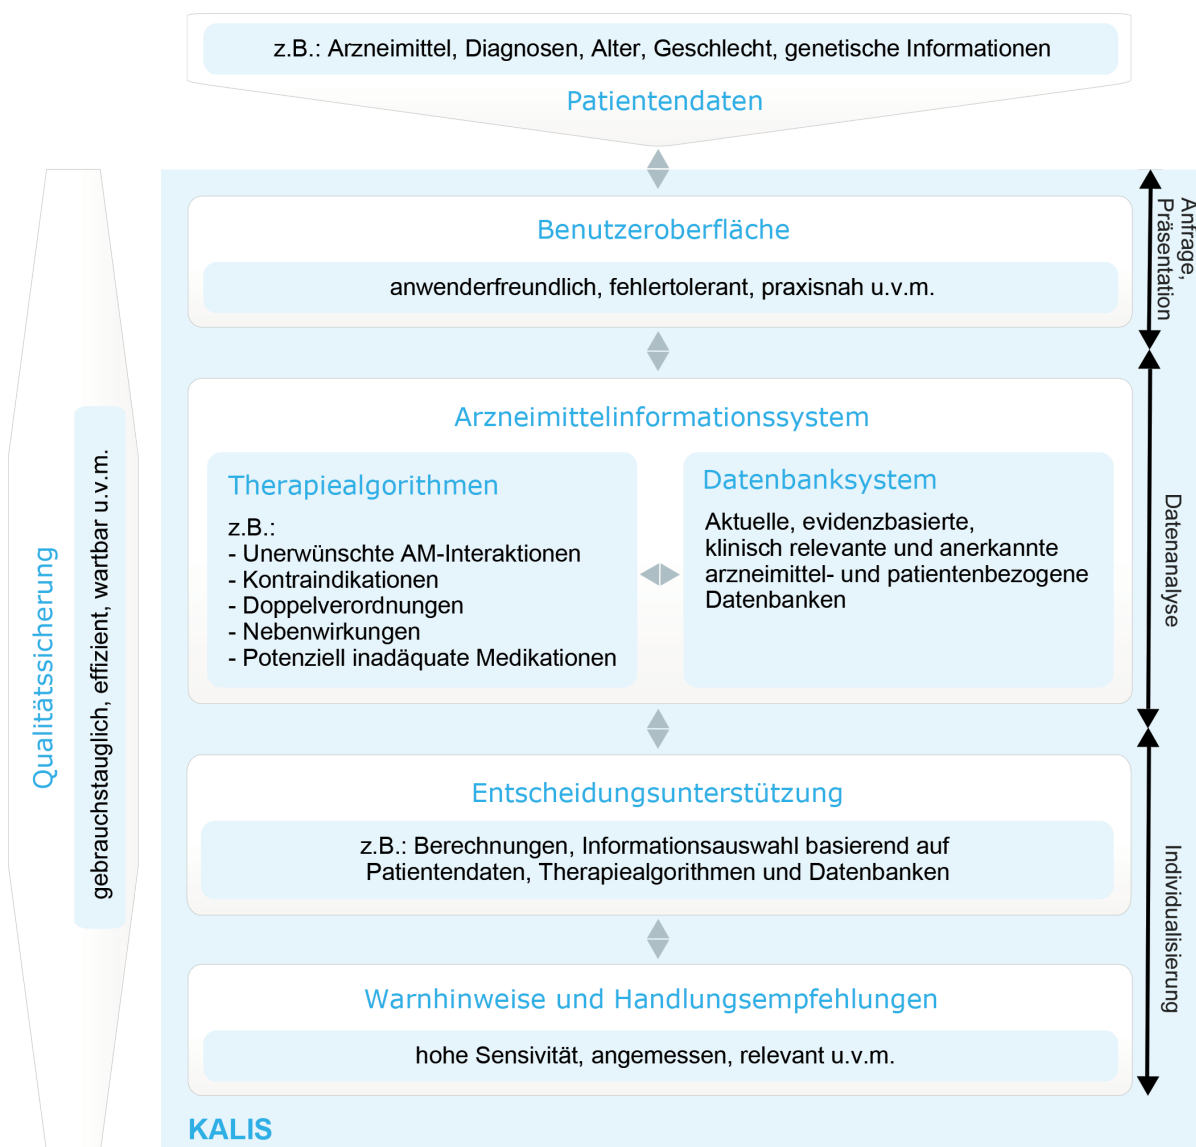 z.B.: Arzneimittel, Diagnosen, Alter, Geschlecht, genetische Informationen
Patientendaten
Benutzeroberfläche
anwenderfreundlich, fehlertolerant, praxisnah u.v.m.
Anfrage,
Präsentation
Arzneimittelinformationssystem
Therapiealgorithmen
z.B.:
- Unerwünschte AM-Interaktionen
- Kontraindikationen
- Doppelverordnungen
- Nebenwirkungen
- Potenziell inadäquate Medikationen
Datenbanksystem
Aktuelle, evidenzbasierte,
klinisch relevante und anerkannte
arzneimittel- und patientenbezogene
Datenbanken
Datenanalyse
Qualitätssicherung
gebrauchstauglich, effizient, wartbar u.v.m.
Entscheidungsunterstützung
z.B.: Berechnungen, Informationsauswahl basierend auf
Patientendaten, Therapiealgorithmen und Datenbanken
Individualisierung
Warnhinweise und Handlungsempfehlungen
hohe Sensivität, angemessen, relevant u.v.m.
KALIS